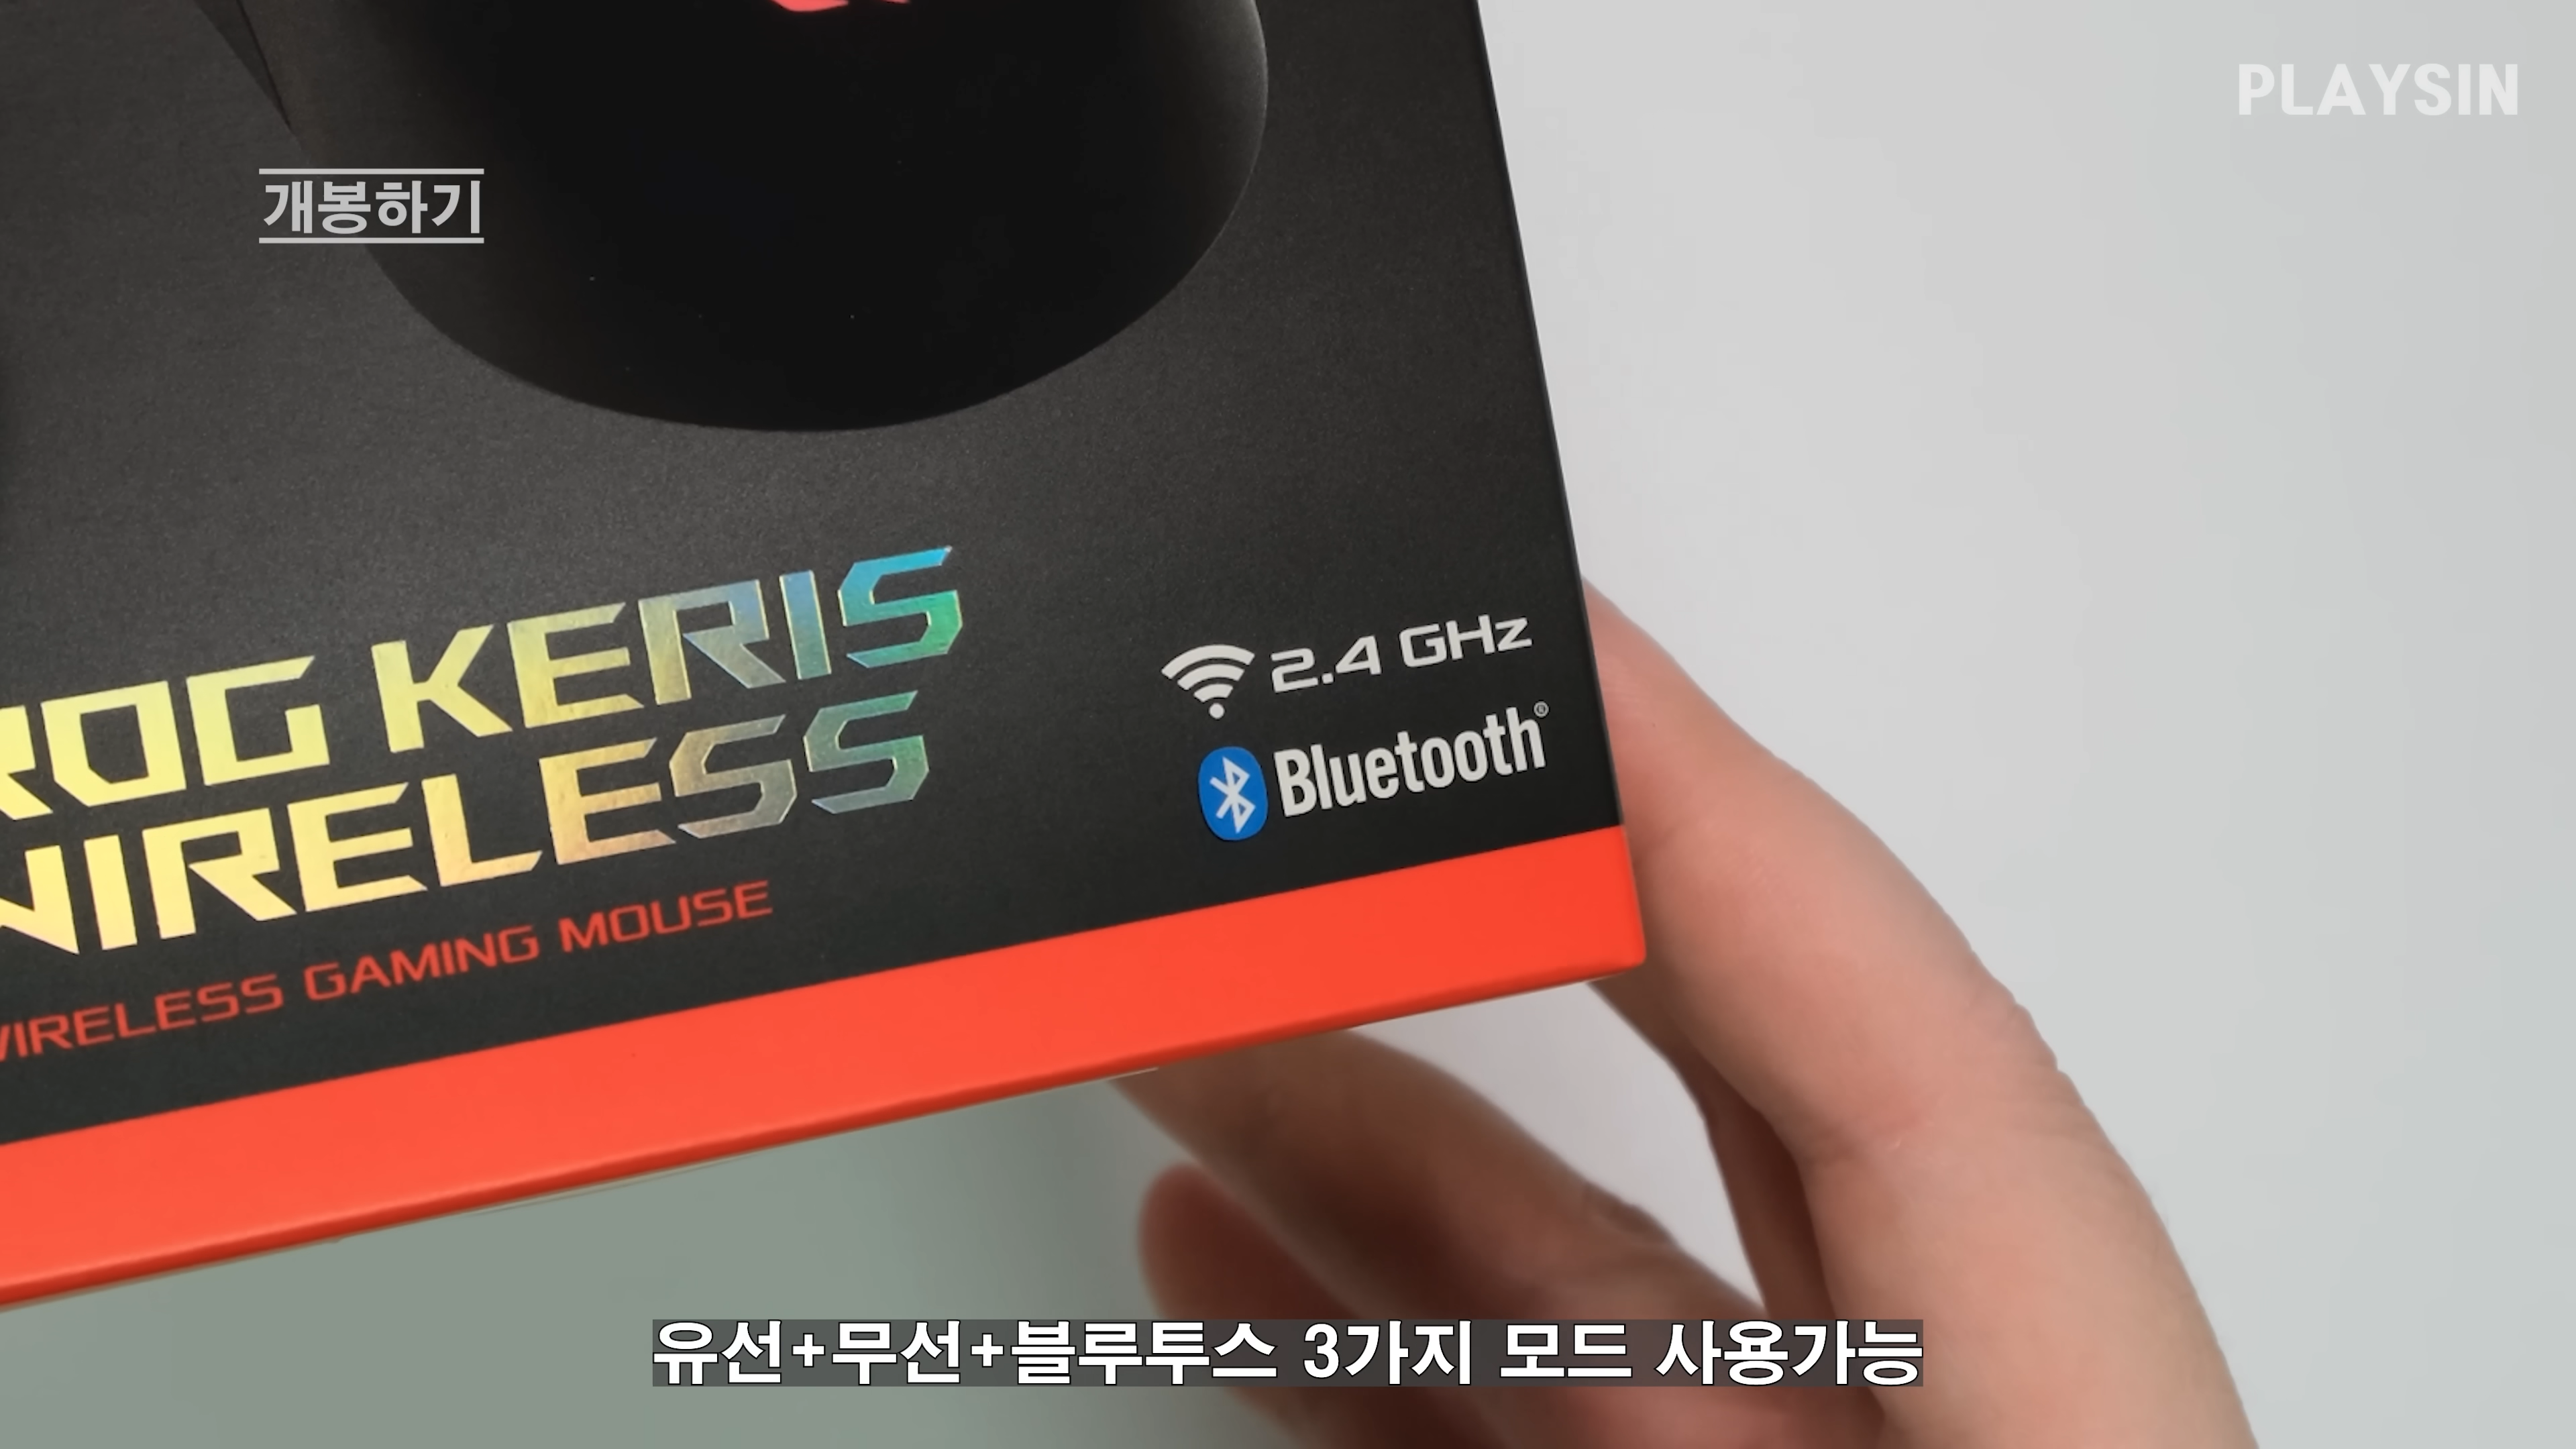 PLAYSIN
개봉하기
ROG KERIS
WIRELESS
WIRELESS GAMING MOUSE
2.4 GHz
Bluetooth®
유선+무선+블루투스 3가지 모드 사용가능